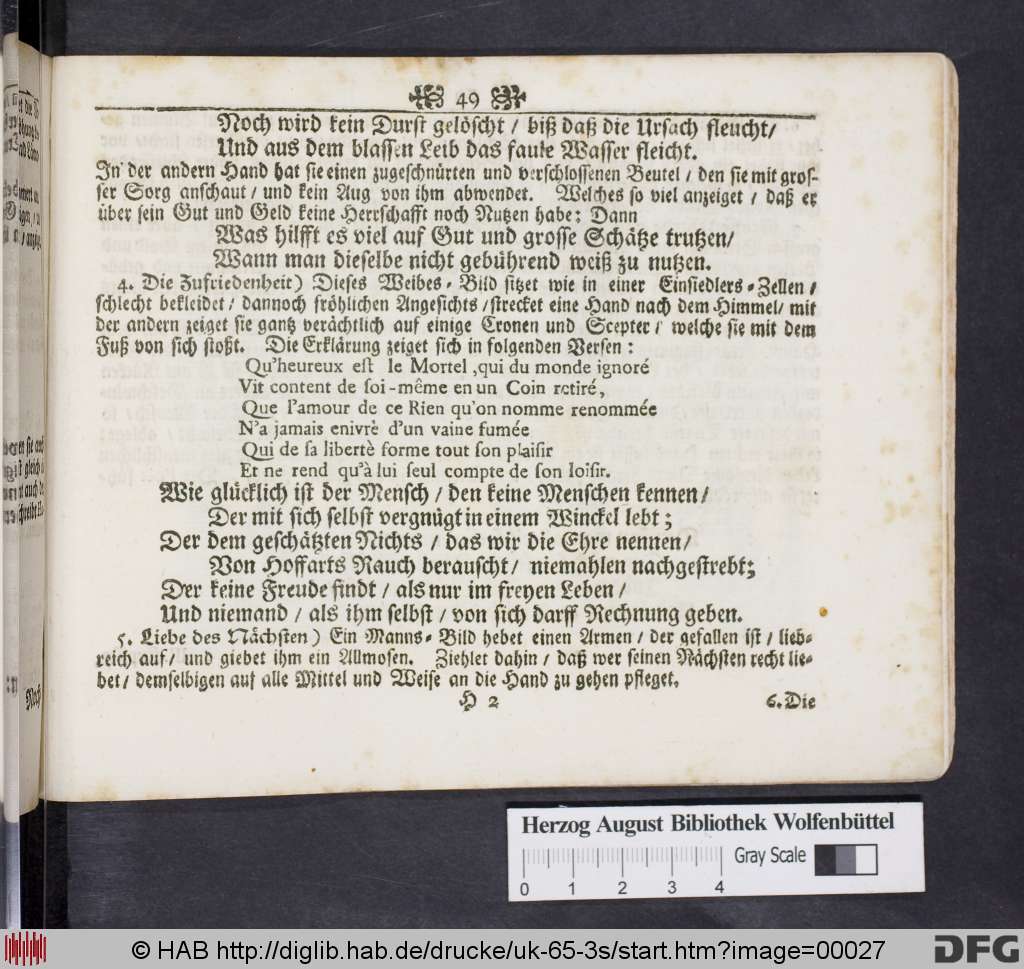 49
Noch wird kein Durst gelöscht / biß daß die Ursach fleucht/
Und aus dem blassen Leib das faule Wasser fleicht.
In der andern Hand hat sie einen zugeschnürten und verschlossenen Beutel / den sie mit gros-
ser Sorg anschaut / und kein Aug von ihm abwendet. Welches so viel anzeiget / daß er
über sein Gut und Geld keine Herrschafft noch Nutzen habe: Dann
Was hilfft es viel auf Gut und grosse Schätze trutzen/
Wann man dieselbe nicht gebührend weiß zu nutzen.
4. Die Zufriedenheit) Dieses Weibes-Bild sitzet wie in einer Einsiedlers-Zellen /
schlecht bekleidet / dannoch fröhlichen Angesichts /strecket eine Hand nach dem Himmel/ mit
der andern zeiget sie gantz verächtlich auf einige Cronen und Scepter / welche sie mit dem
Fuß von sich stoßt. Die Erklärung zeiget sich in folgenden Versen :
Qu'heureux est le Mortel ,qui du monde ignoré
Vit content de soi-même en un Coin retiré,
Que l'amour de ce Rien qu'on nomme renommée
N'a jamais enivrè d'un vaine fumée
Qui de sa libertè forme tout son plaisir
Et ne rend qu'à lui seul compte de son loisir.
Wie glücklich ist der Mensch / den keine Menschen kennen /
Der mit sich selbst vergnügt in einem Winckel lebt ;
Der dem geschätzten Nichts / das wir die Ehre nennen/
Von Hoffarts Rauch berauscht / niemahlen nachgestrebt;
Der keine Freude findt / als nur im freyen Leben /
Und niemand / als ihm selbst / von sich darff Rechnung geben.
5. Liebe des Nächsten) Ein Manns-Bild hebet einen Armen / der gefallen ist / lieb-
reich auf / und giebet ihm ein Allmosen. Ziehlet dahin / daß wer seinen Nächsten recht lie-
bet / demselbigen auf alle Mittel und Weise an die Hand zu gehen pfleget.
H 2 6. Die
Herzog August Bibliothek Wolfenbüttel
Gray Scale
0 1 2 3 4
© HAB http://diglib.hab.de/drucke/uk-65-3s/start.htm?image=00027
DFG